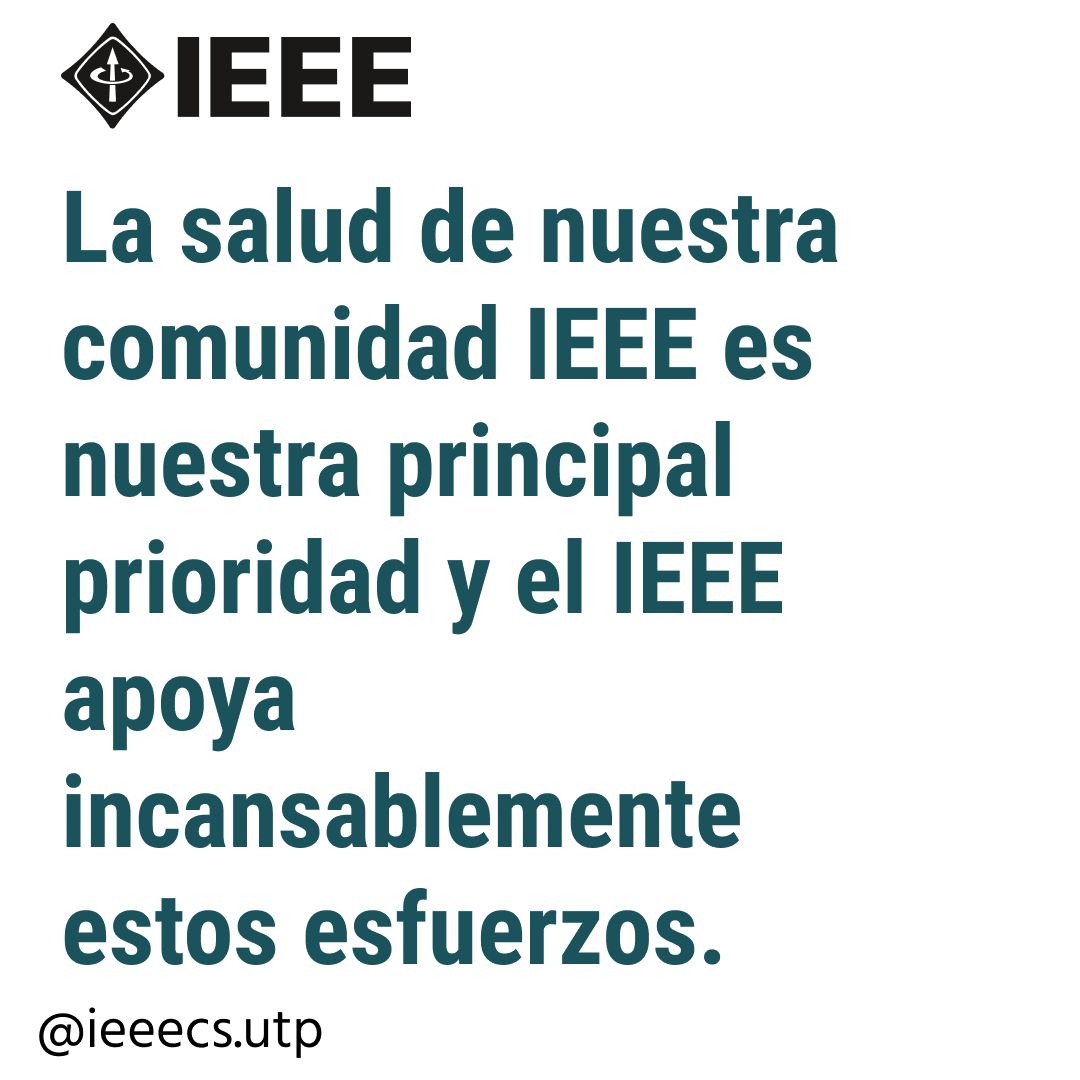 IEEE
La salud de nuestra
comunidad IEEE es
nuestra principal
prioridad y el IEEE
apoya
incansablemente
estos esfuerzos.
@ieeecs.utp